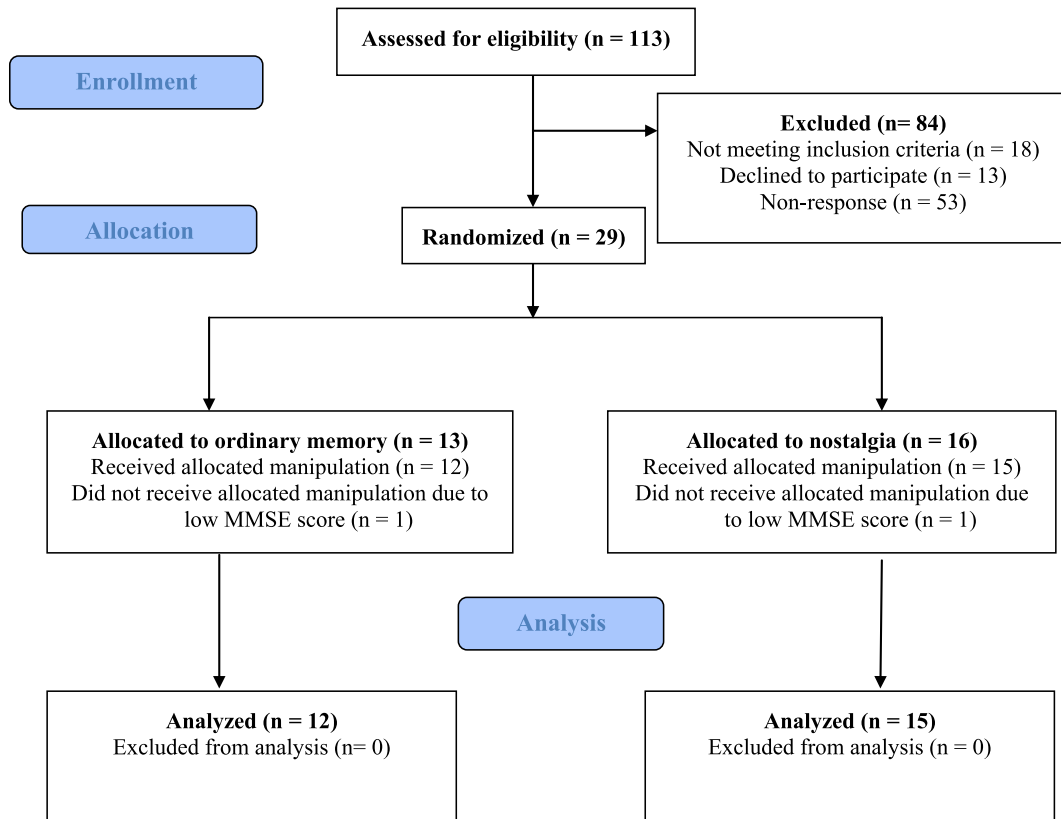 Assessed for eligibility (n = 113)
Enrollment
Excluded (n= 84)
Not meeting inclusion criteria (n = 18)
Declined to participate (n = 13)
Non-response (n = 53)
Allocation
Randomized (n = 29)
Allocated to ordinary memory (n = 13)
Received allocated manipulation (n = 12)
Did not receive allocated manipulation due to
low MMSE score (n = 1)
Allocated to nostalgia (n = 16)
Received allocated manipulation (n = 15)
Did not receive allocated manipulation due
to low MMSE score (n = 1)
Analysis
Analyzed (n = 12)
Excluded from analysis (n= 0)
Analyzed (n = 15)
Excluded from analysis (n = 0)